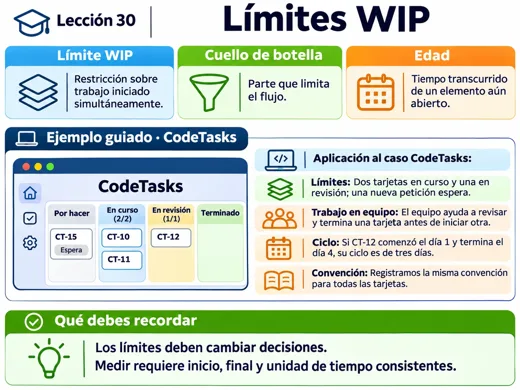 Lección 30
Límites WIP
Límite WIP
Restricción sobre
trabajo iniciado
simultáneamente.
Cuello de botella
Parte que limita
el flujo.
Edad
Tiempo transcurrido
de un elemento aún
abierto.
Ejemplo guiado · CodeTasks
CodeTasks
Por hacer
CT-15
Espera
En curso
(2/2)
CT-10
CT-11
En revisión
(1/1)
CT-12
Terminado
Aplicación al caso CodeTasks:
Límites: Dos tarjetas en curso y una en
revisión; una nueva petición espera.
Trabajo en equipo: El equipo ayuda a revisar
y termina una tarjeta antes de iniciar otra.
Ciclo: Si CT-12 comenzó el día 1 y termina el
día 4, su ciclo es de tres días.
Convención: Registramos la misma convención
para todas las tarjetas.
Qué debes recordar
Los límites deben cambiar decisiones.
Medir requiere inicio, final y unidad de tiempo consistentes.